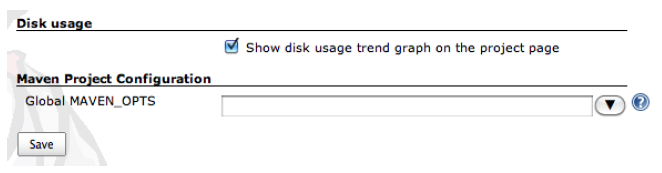 Disk usage
Show disk usage trend graph on the project page
Maven Project Configuration
Global MAVEN_OPTS
Save